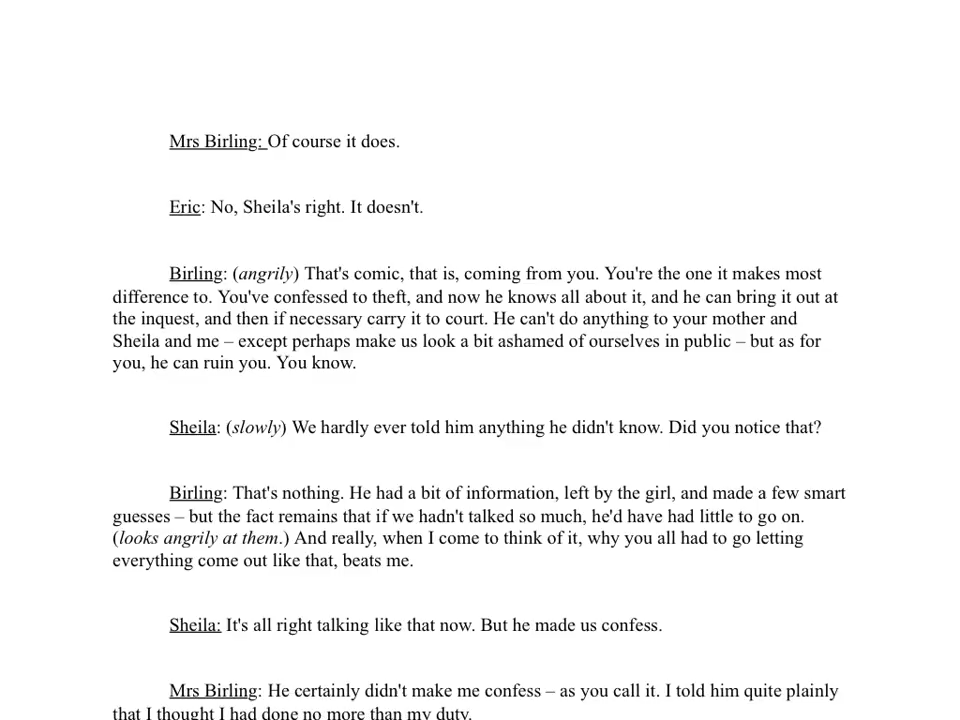 Mrs Birling: Of course it does.
Eric: No, Sheila's right. It doesn't.
Birling: (angrily) That's comic, that is, coming from you. You're the one it makes most
difference to. You've confessed to theft, and now he knows all about it, and he can bring it out at
the inquest, and then if necessary carry it to court. He can't do anything to your mother and
Sheila and me – except perhaps make us look a bit ashamed of ourselves in public – but as for
you, he can ruin you. You know.
Sheila: (slowly) We hardly ever told him anything he didn't know. Did you notice that?
Birling: That's nothing. He had a bit of information, left by the girl, and made a few smart
guesses – but the fact remains that if we hadn't talked so much, he'd have had little to go on.
(looks angrily at them.) And really, when I come to think of it, why you all had to go letting
everything come out like that, beats me.
Sheila: It's all right talking like that now. But he made us confess.
Mrs Birling: He certainly didn't make me confess – as you call it. I told him quite plainly
that I thought I had done no more than my duty.